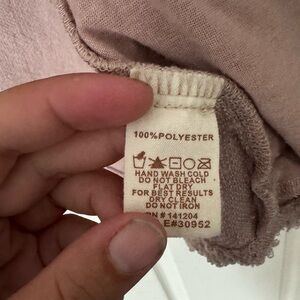 100%POLYESTER
HAND WASH COLD
DO NOT BLEACH
FLAT DRY
FOR BEST RESULTS
DRY CLEAN
DO NOT IRON
RN # 141204
E#30952